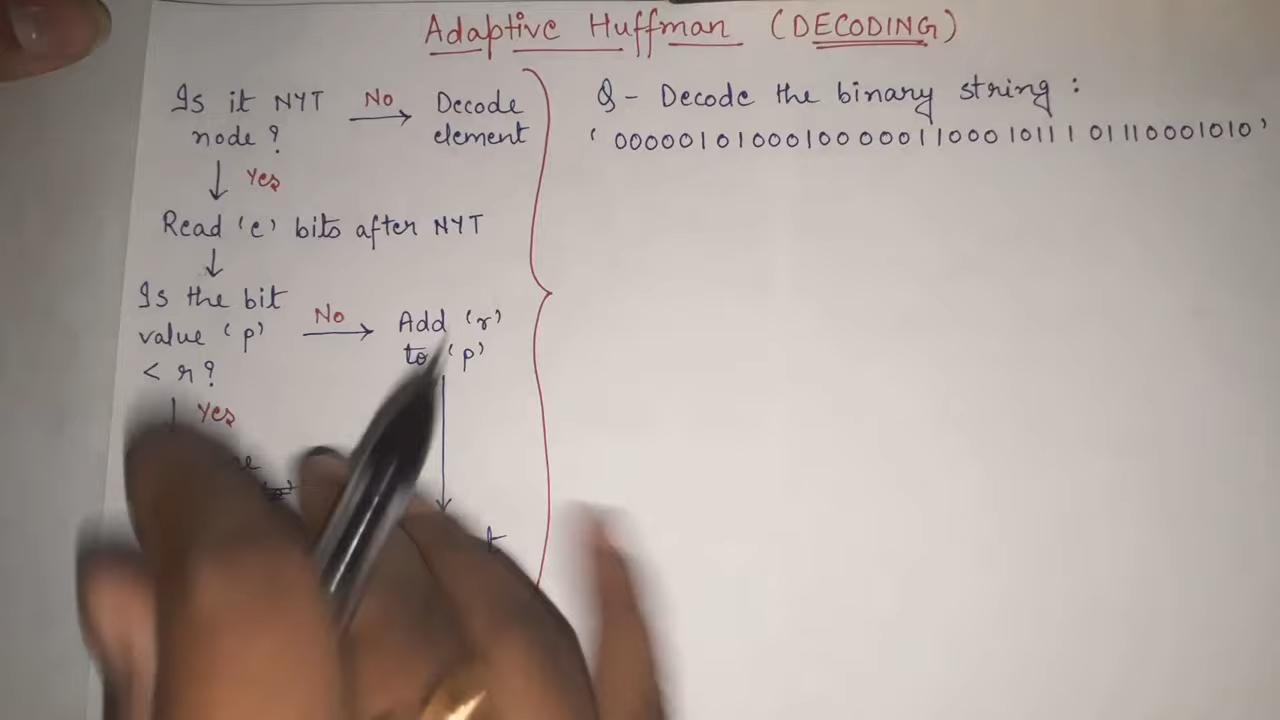 Adaptive Huffman (DECODING)
Is it NYT No Decode
node ? element
Yes
Read 'e' bits after NYT
Is the bit
value 'p' No Add 'r'
< r ? to 'p'
Yes
Q - Decode the binary string :
'00000101000100000110001011101110001010'